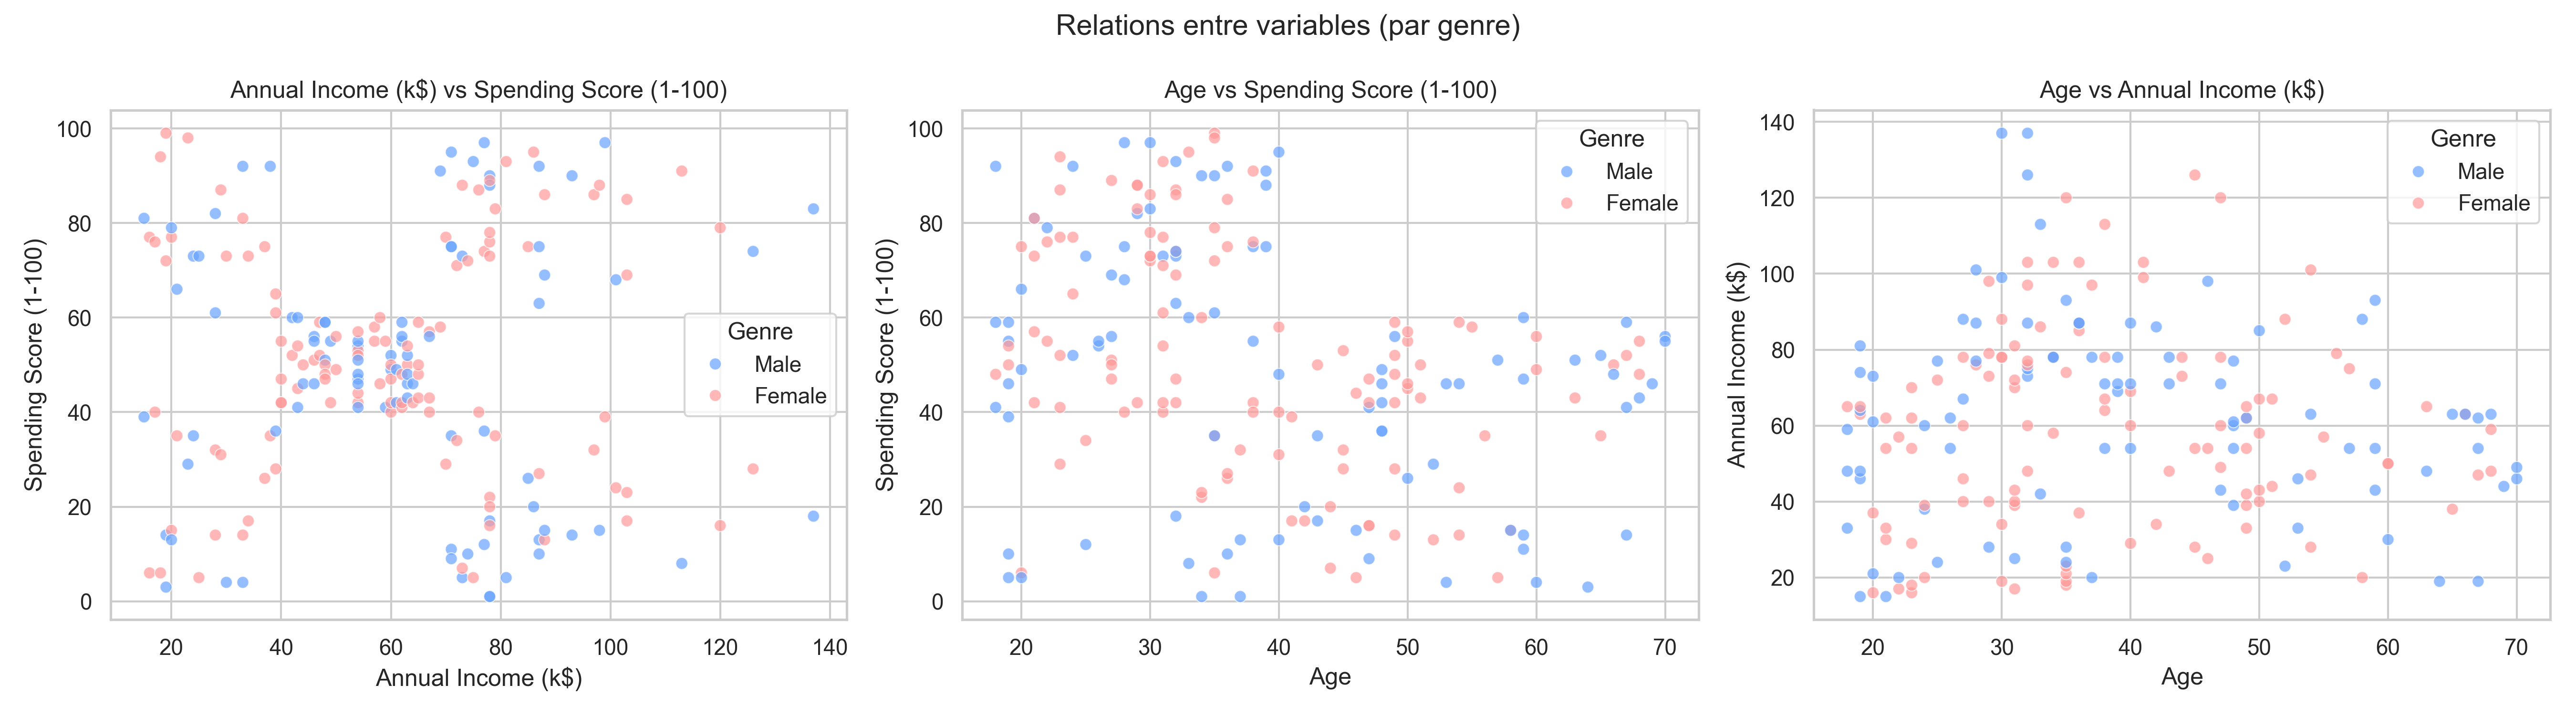 Relations entre variables (par genre)
Annual Income (k$) vs Spending Score (1-100)
Spending Score (1-100)
100
80
60
40
20
0
Genre
Male
Female
20 40 60 80 100 120 140
Annual Income (k$)
Age vs Spending Score (1-100)
Spending Score (1-100)
100
80
60
40
20
0
Genre
Male
Female
20 30 40 50 60 70
Age
Age vs Annual Income (k$)
Annual Income (k$)
140
120
100
80
60
40
20
Genre
Male
Female
20 30 40 50 60 70
Age